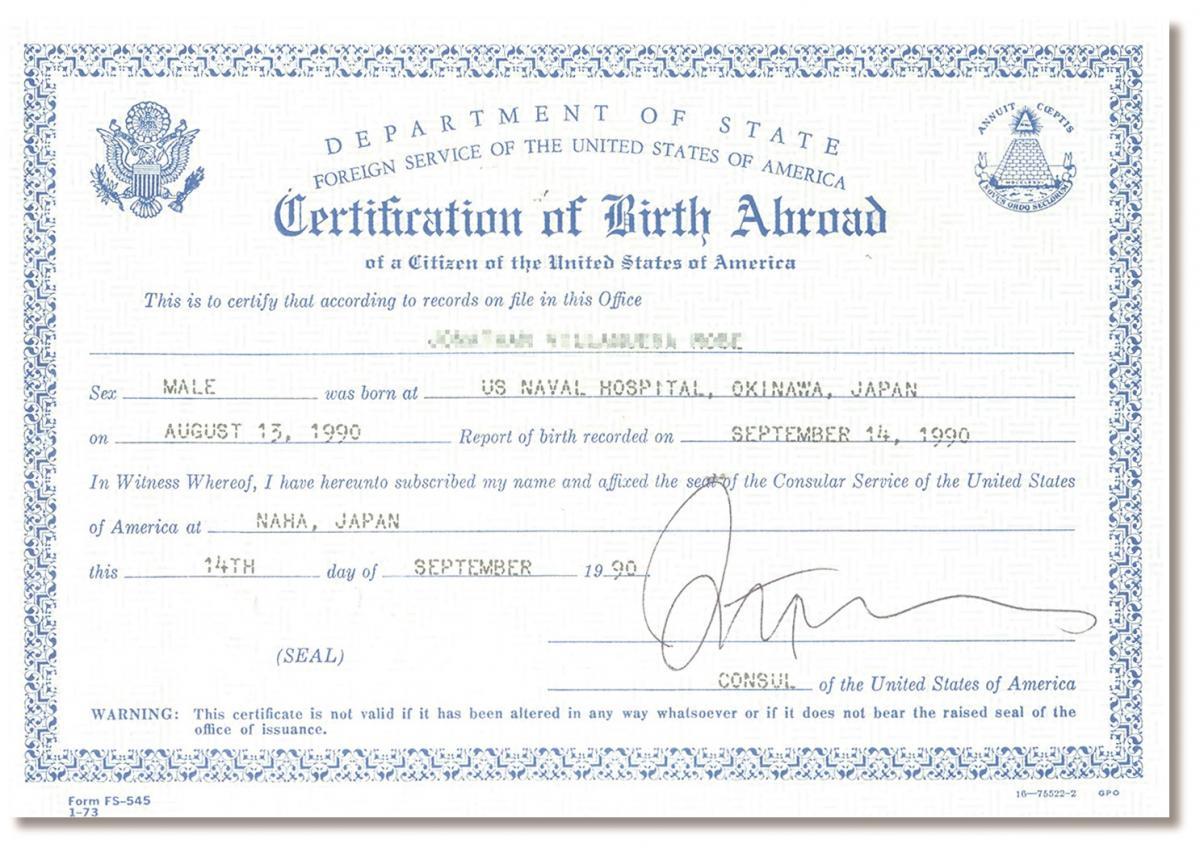 DEPARTMENT OF STATE
FOREIGN SERVICE OF THE UNITED STATES OF AMERICA
ANNUIT CŒPTIS
NOVUS ORDO SECLORUM
Certification of Birth Abroad
of a Citizen of the United States of America
This is to certify that according to records on file in this Office
Sex MALE was born at US NAVAL HOSPITAL, OKINAWA, JAPAN
on AUGUST 13, 1990 Report of birth recorded on SEPTEMBER 14, 1990
In Witness Whereof, I have hereunto subscribed my name and affixed the seal of the Consular Service of the United States
of America at NAHA, JAPAN
this 14TH day of SEPTEMBER 19 90
(SEAL)
CONSUL of the United States of America
WARNING: This certificate is not valid if it has been altered in any way whatsoever or if it does not bear the raised seal of the
office of issuance.
Form FS-545
1-73
16—75522-2 GPO